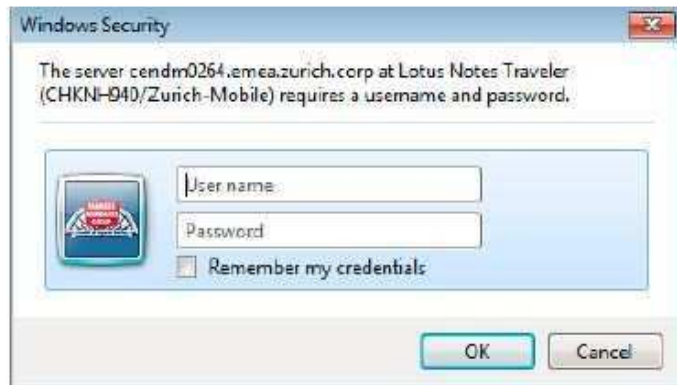 Windows Security
The server cendm0264.emea.zurich.corp at Lotus Notes Traveler
(CHKNH940/Zurich-Mobile) requires a username and password.
User name
Password
Remember my credentials
OK
Cancel